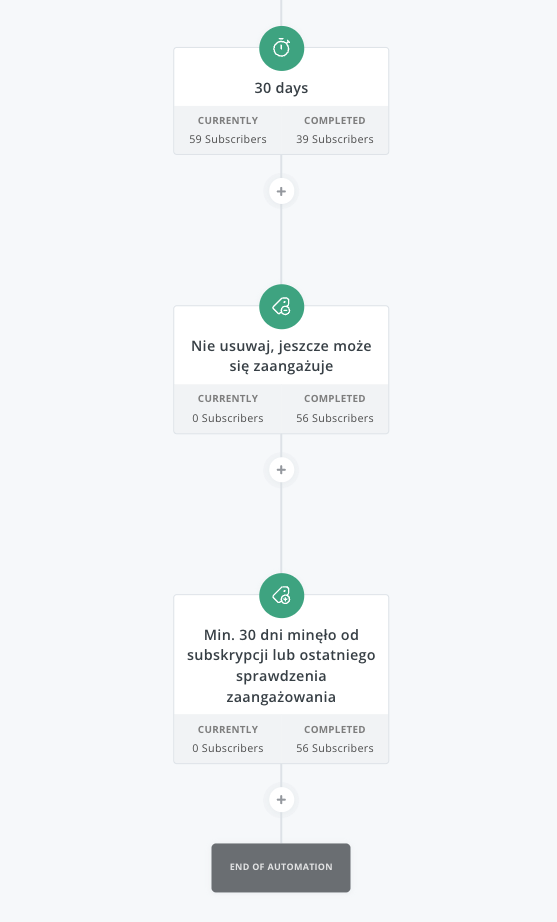 30 days
CURRENTLY COMPLETED
59 Subscribers 39 Subscribers
+
Nie usuwaj, jeszcze może
się zaangażuje
CURRENTLY COMPLETED
0 Subscribers 56 Subscribers
+
Min. 30 dni minęło od
subskrypcji lub ostatniego
sprawdzenia
zaangażowania
CURRENTLY COMPLETED
0 Subscribers 56 Subscribers
+
END OF AUTOMATION